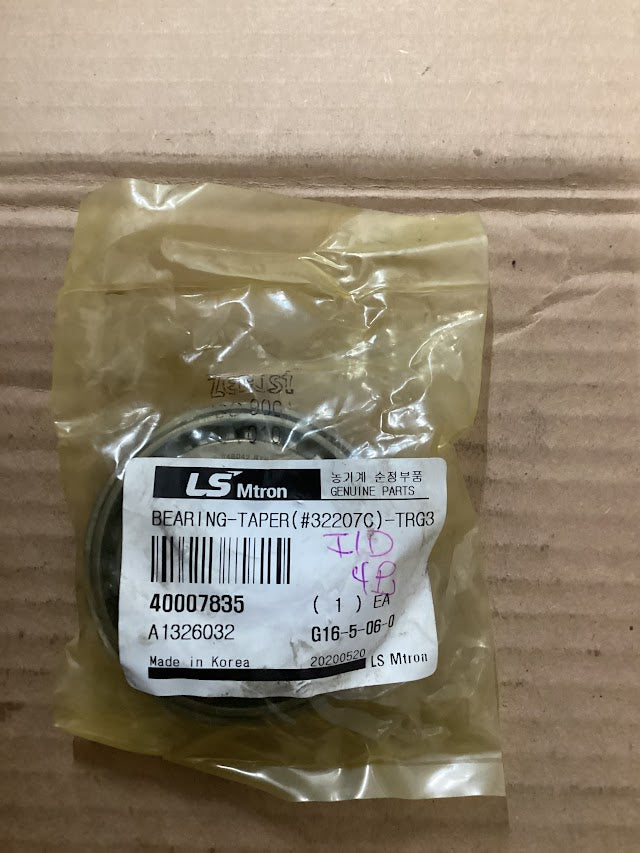 ZERUST
LS Mtron
농기계 순정부품
GENUINE PARTS
BEARING-TAPER(#32207C)-TRG3
I/D
40007835
( 1 ) EA
A1326032
G16-5-06-0
Made in Korea
20200520
LS Mtron